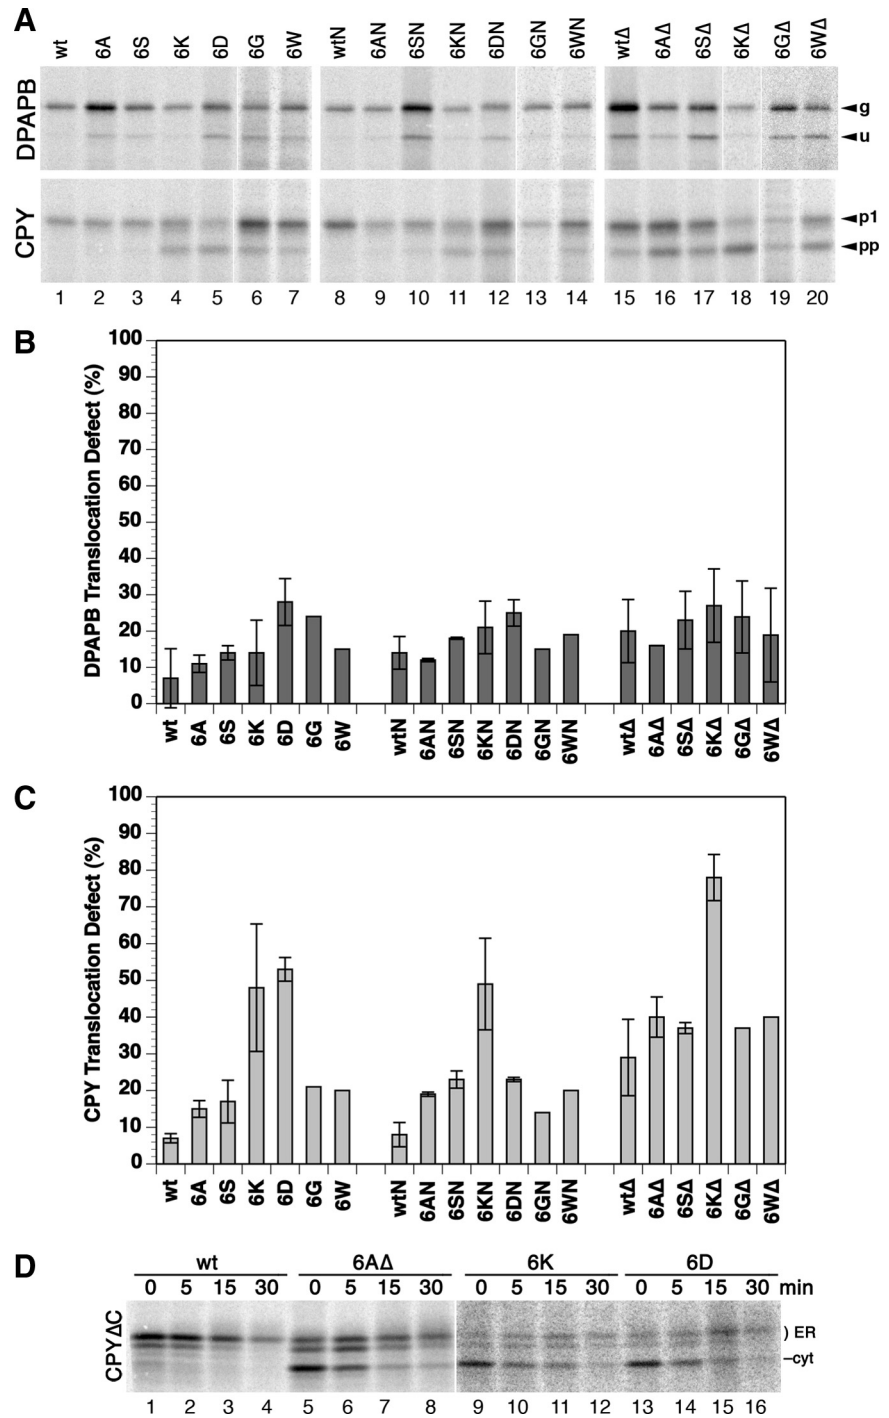 A
wt 6A 6S 6K 6D 6G 6W wtN 6AN 6SN 6KN 6DN 6GN 6WN wtΔ 6AΔ 6SΔ 6KΔ 6GΔ 6WΔ
DPAPB
g
u
CPY
p1
pp
1 2 3 4 5 6 7 8 9 10 11 12 13 14 15 16 17 18 19 20
B
DPAPB Translocation Defect (%)
100
90
80
70
60
50
40
30
20
10
0
wt 6A 6S 6K 6D 6G 6W wtN 6AN 6SN 6KN 6DN 6GN 6WN wtΔ 6AΔ 6SΔ 6KΔ 6GΔ 6WΔ
C
CPY Translocation Defect (%)
100
90
80
70
60
50
40
30
20
10
0
wt 6A 6S 6K 6D 6G 6W wtN 6AN 6SN 6KN 6DN 6GN 6WN wtΔ 6AΔ 6SΔ 6KΔ 6GΔ 6WΔ
D
wt 6AΔ 6K 6D
0 5 15 30 0 5 15 30 0 5 15 30 0 5 15 30 min
CPYΔC
) ER
–cyt
1 2 3 4 5 6 7 8 9 10 11 12 13 14 15 16